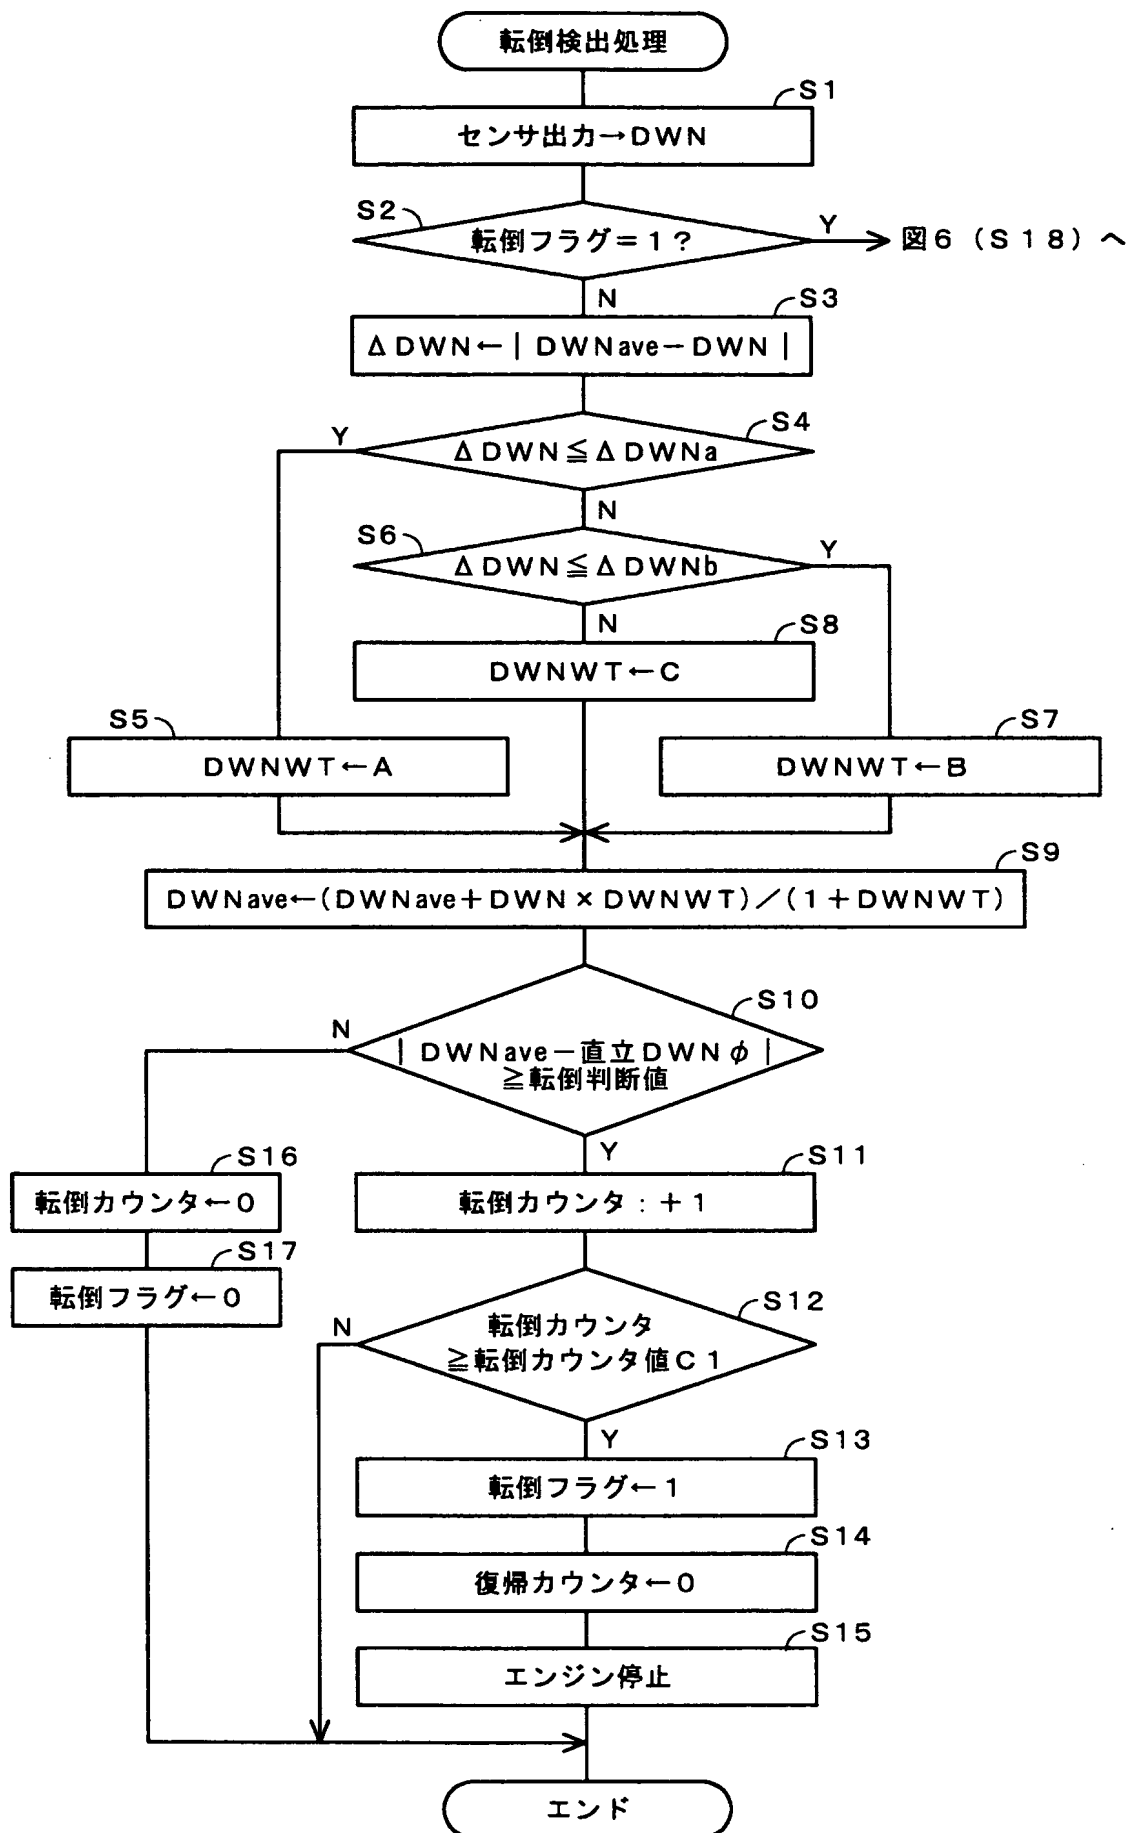 転倒検出処理
S1
センサ出力→DWN
S2
転倒フラグ=1?
Y
図6(S18)へ
N
S3
ΔDWN←|DWNave−DWN|
S4
Y
ΔDWN≦ΔDWNa
N
S6
ΔDWN≦ΔDWNb
Y
N
S8
DWNWT←C
S5
DWNWT←A
S7
DWNWT←B
S9
DWNave←(DWNave+DWN×DWNWT)/(1+DWNWT)
S10
N
|DWNave−直立DWNφ|
≧転倒判断値
Y
S16
転倒カウンタ←0
S11
転倒カウンタ:+1
S17
転倒フラグ←0
S12
N
転倒カウンタ
≧転倒カウンタ値C1
Y
S13
転倒フラグ←1
S14
復帰カウンタ←0
S15
エンジン停止
エンド